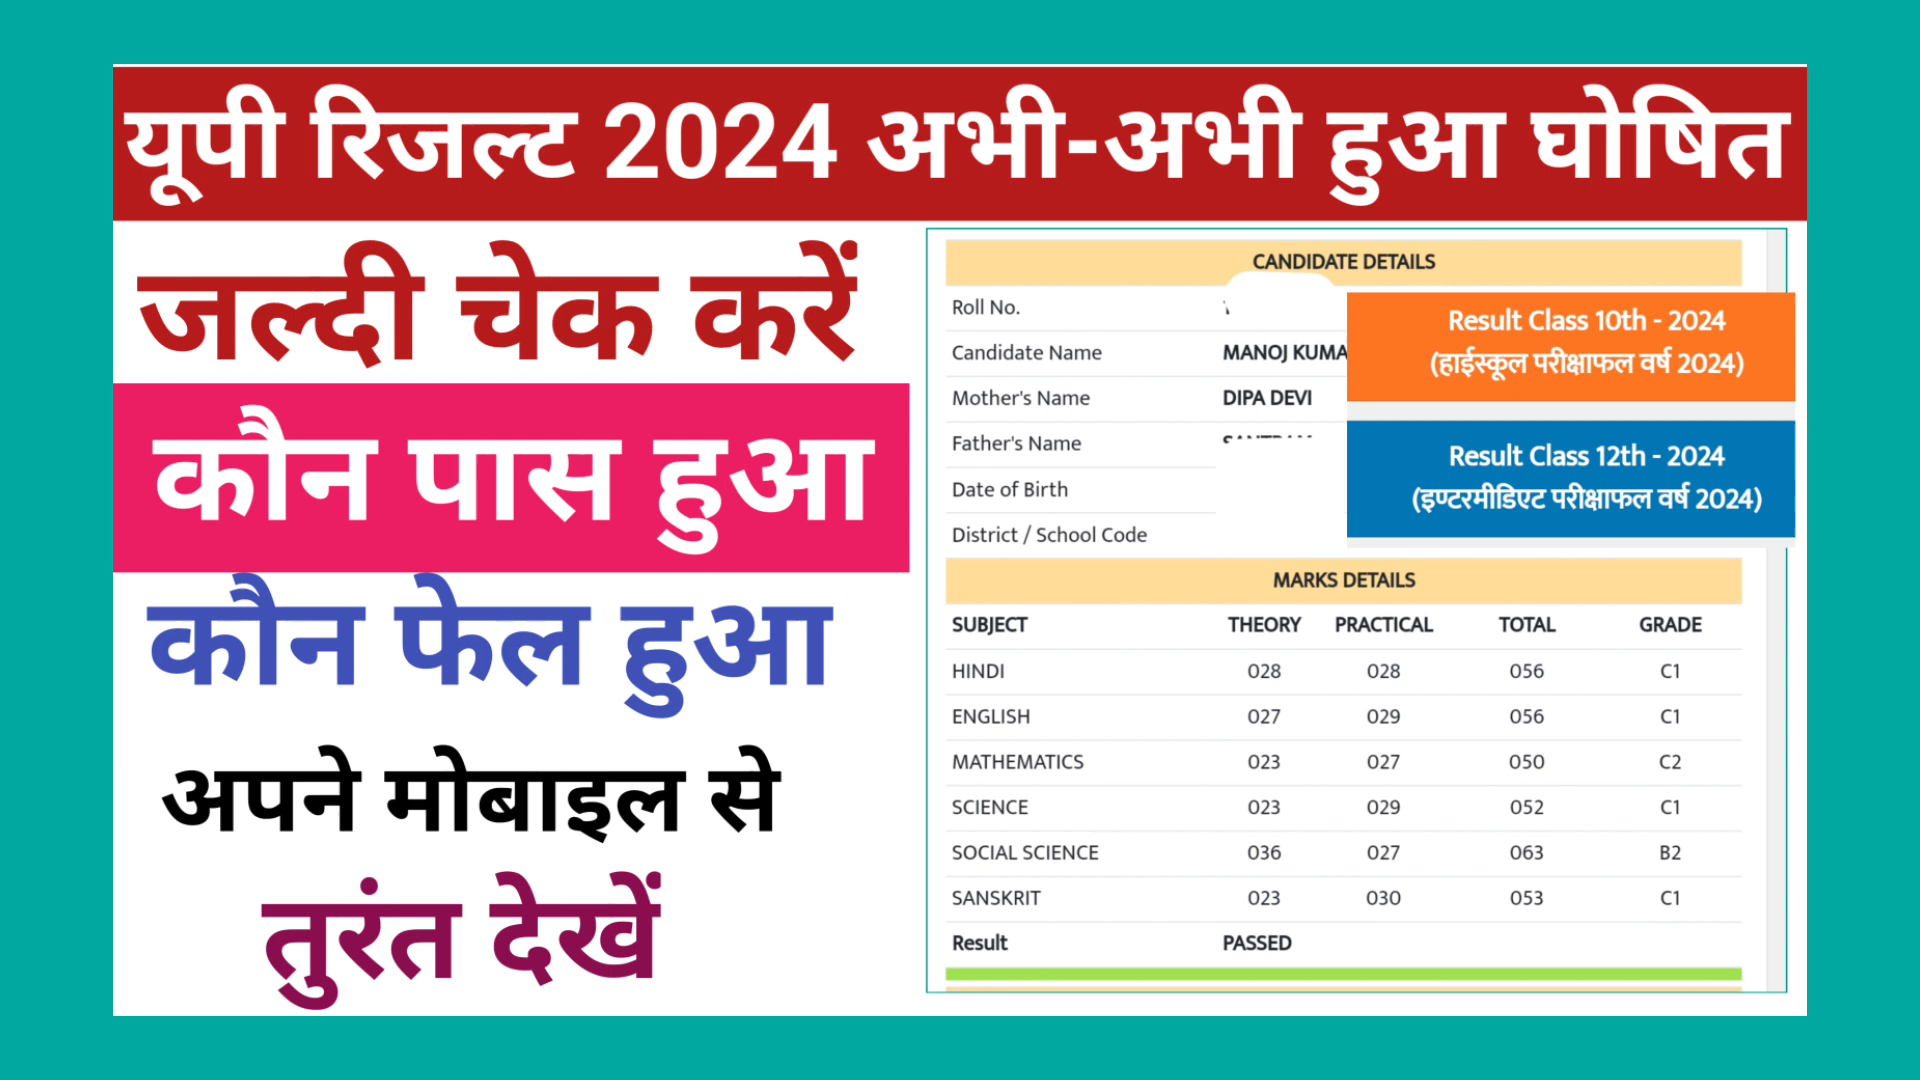 यूपी रिजल्ट 2024 अभी-अभी हुआ घोषित
जल्दी चेक करें
कौन पास हुआ
कौन फेल हुआ
अपने मोबाइल से
तुरंत देखें
CANDIDATE DETAILS
Roll No.
Candidate Name MANOJ KUMA
Mother's Name DIPA DEVI
Father's Name
Date of Birth
District / School Code
Result Class 10th - 2024
(हाईस्कूल परीक्षाफल वर्ष 2024)
Result Class 12th - 2024
(इण्टरमीडिएट परीक्षाफल वर्ष 2024)
MARKS DETAILS
SUBJECT THEORY PRACTICAL TOTAL GRADE
HINDI 028 028 056 C1
ENGLISH 027 029 056 C1
MATHEMATICS 023 027 050 C2
SCIENCE 023 029 052 C1
SOCIAL SCIENCE 036 027 063 B2
SANSKRIT 023 030 053 C1
Result PASSED